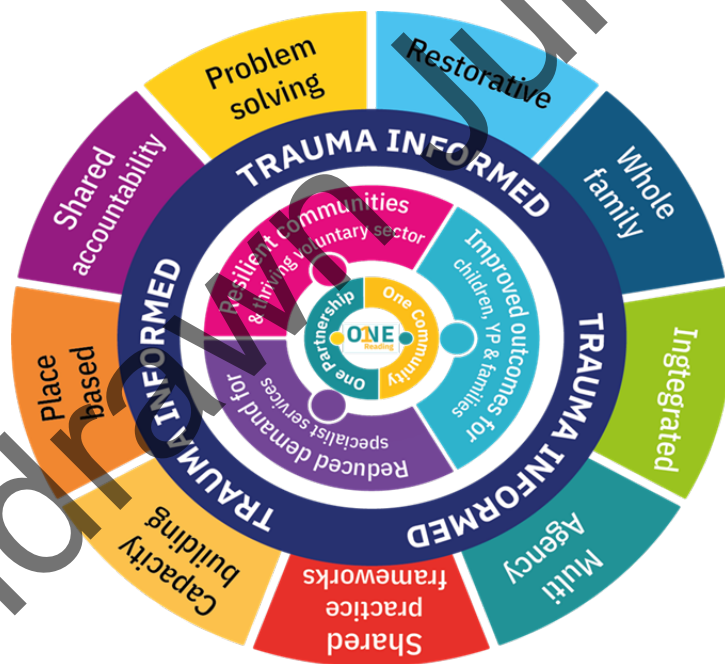 Problem
solving
Restorative
Whole
family
Ingtegrated
Multi
Agency
Shared
practice
frameworks
Capacity
building
Place
based
Shared
accountability
TRAUMA INFORMED
TRAUMA INFORMED
TRAUMA INFORMED
TRAUMA INFORMED
Resilient communities
& thriving voluntary sector
Improved outcomes for
children, YP & families
Reduced demand for
specialist services
One Partnership
One Community
ONE
Reading